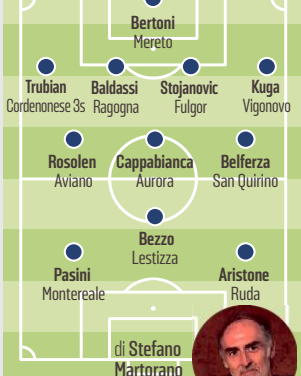 Bertoni
Mereto
Trubian Baldassi Stojanovic Kuga
Cordenonese 3s Ragogna Fulgor Vigonovo
Rosolen Cappabianca Belferza
Aviano Aurora San Quirino
Bezzo
Lestizza
Pasini Aristone
Montereale Ruda
di Stefano
Martorano